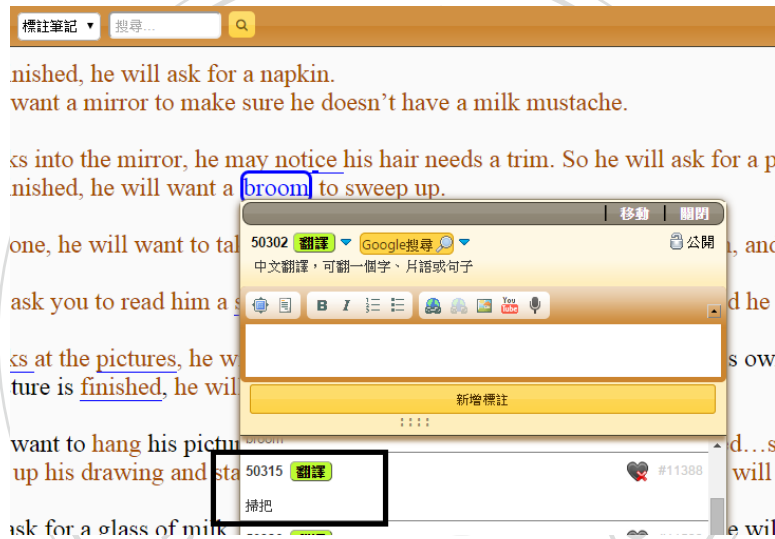 標註筆記 ▼ 搜尋...
nished, he will ask for a napkin.
want a mirror to make sure he doesn’t have a milk mustache.
ks into the mirror, he may notice his hair needs a trim. So he will ask for a p
nished, he will want a broom to sweep up.
移動 關閉
one, he will want to tal
50302 翻譯 Google搜尋 公開
, and
中文翻譯，可翻一個字、片語或句子
ask you to read him a s
B I You Tube
d he
ks at the pictures, he w
s ow
ture is finished, he wil
新增標註
want to hang his pictu
broom
d…s
up his drawing and sta
50315 翻譯 #11388
will
掃把
ask for a glass of milk
e wil